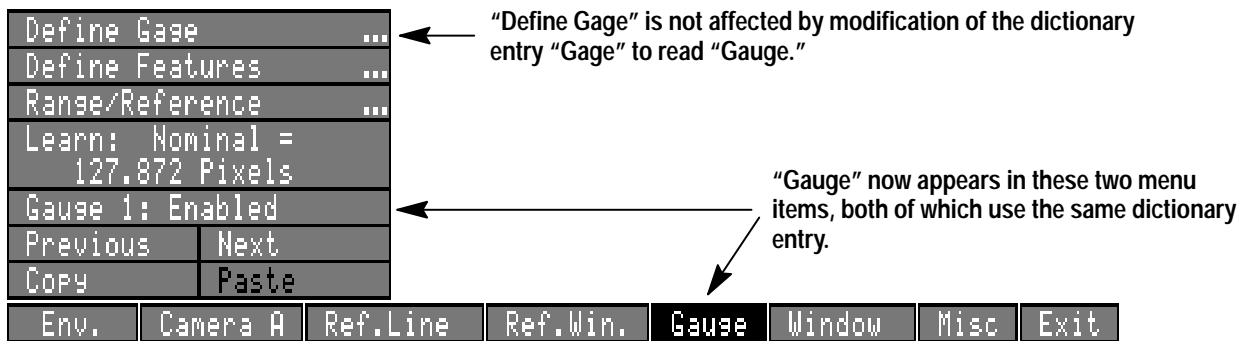 Define Gage ...
“Define Gage” is not affected by modification of the dictionary
entry “Gage” to read “Gauge.”
Define Features ...
Range/Reference ...
Learn: Nominal =
127.872 Pixels
Gauge 1: Enabled
“Gauge” now appears in these two menu
items, both of which use the same dictionary
entry.
Previous Next
Copy Paste
Env. Camera A Ref.Line Ref.Win. Gauge Window Misc Exit